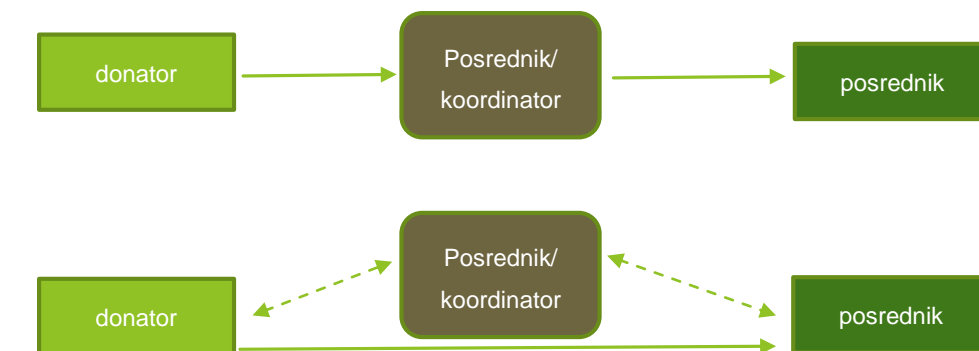 donator
Posrednik/
koordinator
posrednik
donator
Posrednik/
koordinator
posrednik